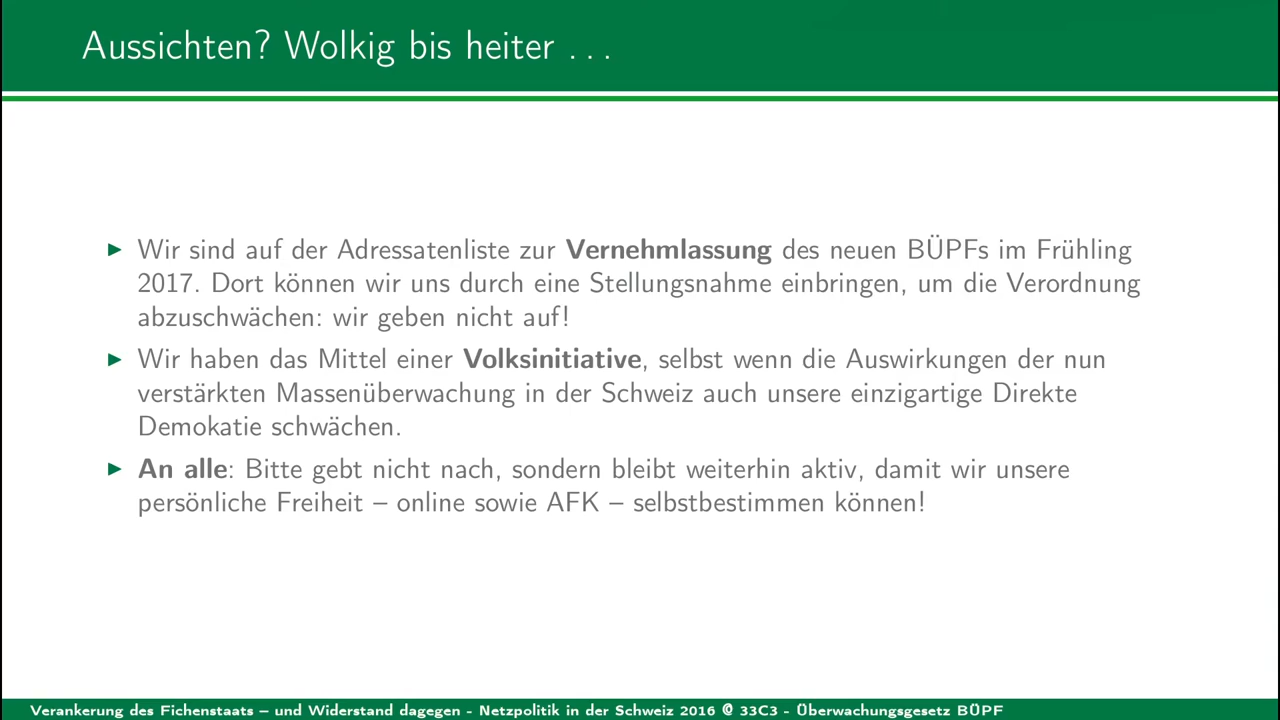 Aussichten? Wolkig bis heiter . . .
Wir sind auf der Adressatenliste zur Vernehmlassung des neuen BÜPFs im Frühling
2017. Dort können wir uns durch eine Stellungsnahme einbringen, um die Verordnung
abzuschwächen: wir geben nicht auf!
Wir haben das Mittel einer Volksinitiative, selbst wenn die Auswirkungen der nun
verstärkten Massenüberwachung in der Schweiz auch unsere einzigartige Direkte
Demokatie schwächen.
An alle: Bitte gebt nicht nach, sondern bleibt weiterhin aktiv, damit wir unsere
persönliche Freiheit – online sowie AFK – selbstbestimmen können!
Verankerung des Fichenstaats – und Widerstand dagegen - Netzpolitik in der Schweiz 2016 @ 33C3 - Überwachungsgesetz BÜPF